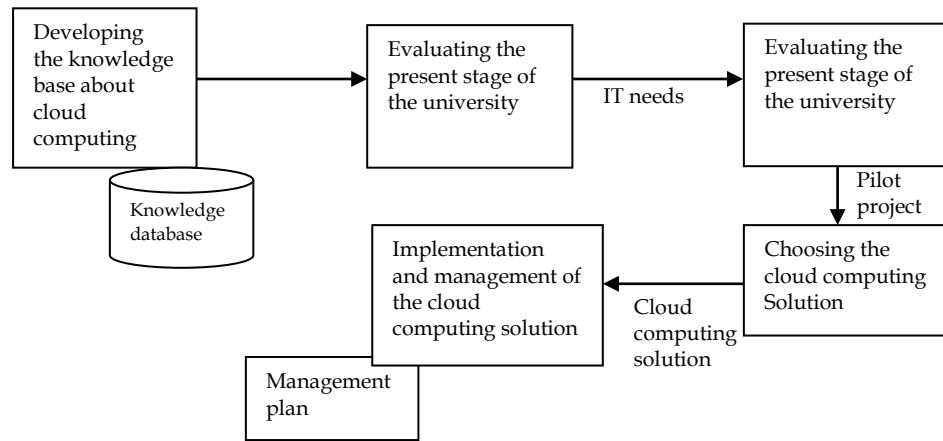 Developing
the knowledge
base about
cloud
computing
Evaluating the
present stage of
the university
IT needs
Evaluating the
present stage of
the university
Knowledge
database
Pilot
project
Choosing the
cloud computing
Solution
Cloud
computing
solution
Implementation
and management of
the cloud
computing solution
Management
plan